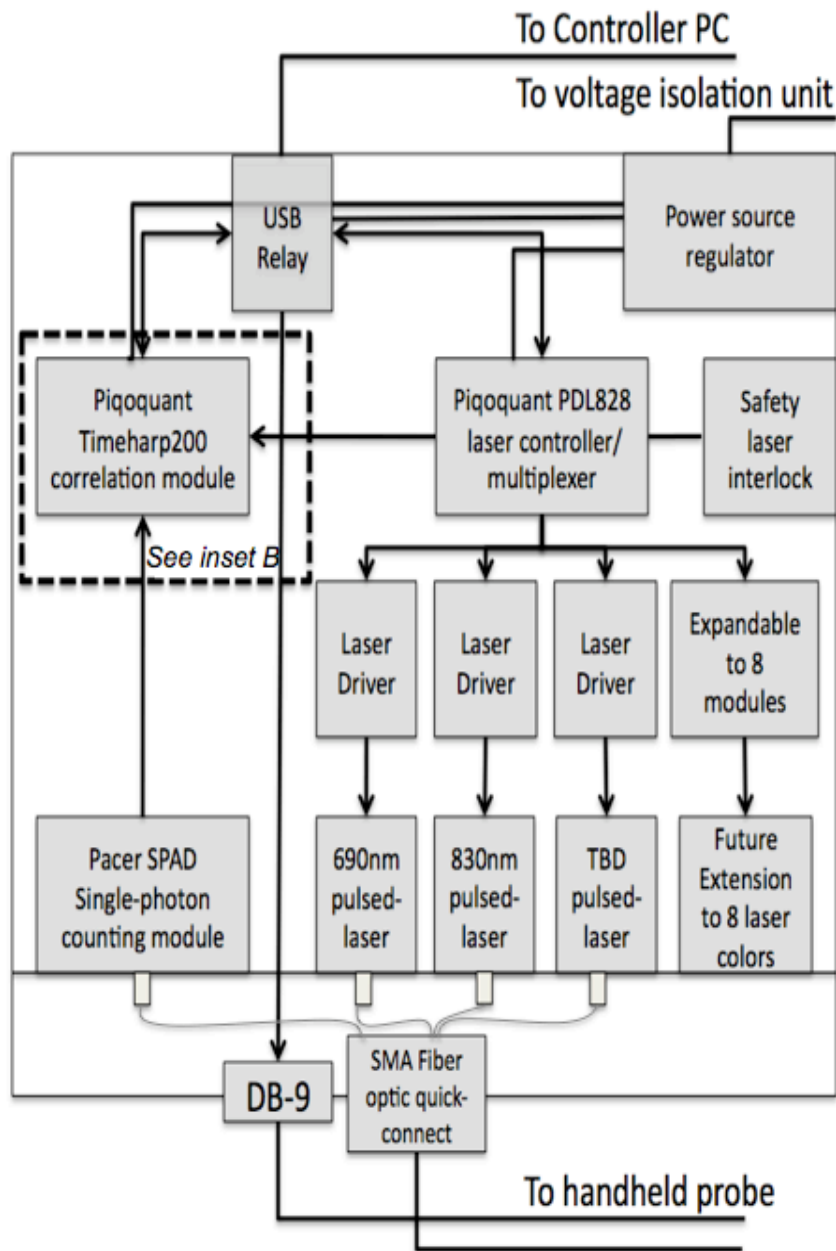 To Controller PC
To voltage isolation unit
USB
Relay
Power source
regulator
Piqoquant
Timeharp200
correlation module
Piqoquant PDL828
laser controller/
multiplexer
Safety
laser
interlock
See inset B
Laser
Driver
Laser
Driver
Laser
Driver
Expandable
to 8
modules
Pacer SPAD
Single-photon
counting module
690nm
pulsed-
laser
830nm
pulsed-
laser
TBD
pulsed-
laser
Future
Extension
to 8 laser
colors
DB-9
SMA Fiber
optic quick-
connect
To handheld probe